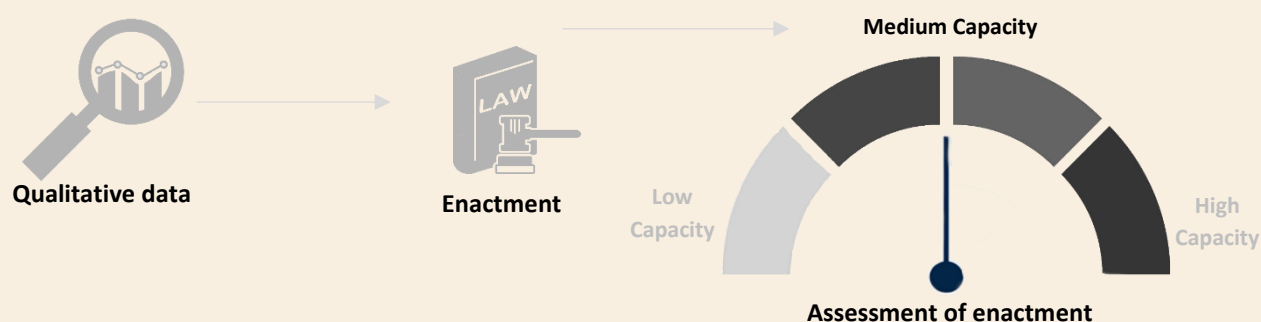 Medium Capacity
LAW
Qualitative data
Enactment
Low
Capacity
High
Capacity
Assessment of enactment